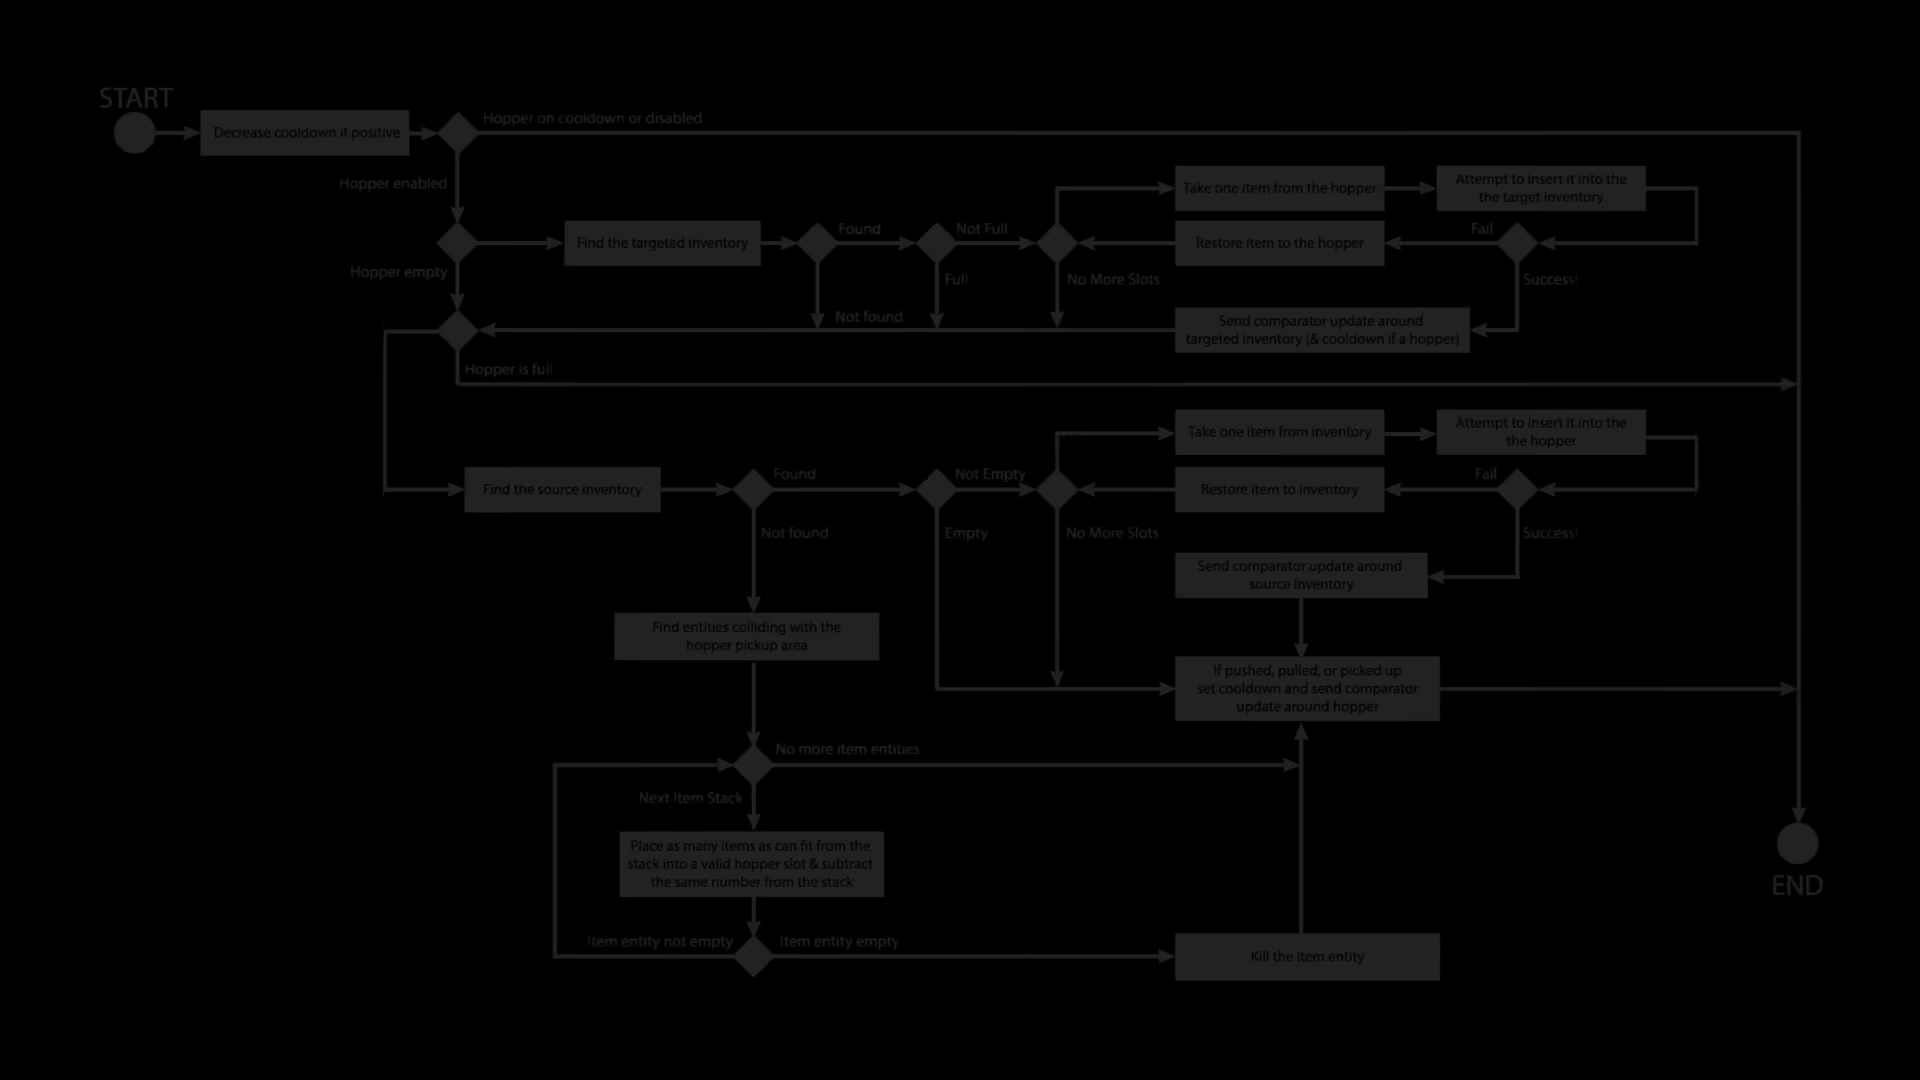 START
Decrease cooldown if positive
Hopper on cooldown or disabled
Hopper enabled
Take one item from the hopper
Attempt to insert it into the
the target inventory
Find the targeted inventory
Found
Not Full
Restore item to the hopper
Fail
Hopper empty
Full
No More Slots
Success!
Not found
Send comparator update around
targeted inventory (& cooldown if a hopper)
Hopper is full
Take one item from inventory
Attempt to insert it into the
the hopper
Find the source inventory
Found
Not Empty
Restore item to inventory
Fail
Not found
Empty
No More Slots
Success!
Send comparator update around
source inventory
Find entities colliding with the
hopper pickup area
If pushed, pulled, or picked up
set cooldown and send comparator
update around hopper
No more item entities
Next Item Stack
Place as many items as can fit from the
stack into a valid hopper slot & subtract
the same number from the stack
END
Item entity not empty
Item entity empty
Kill the item entity